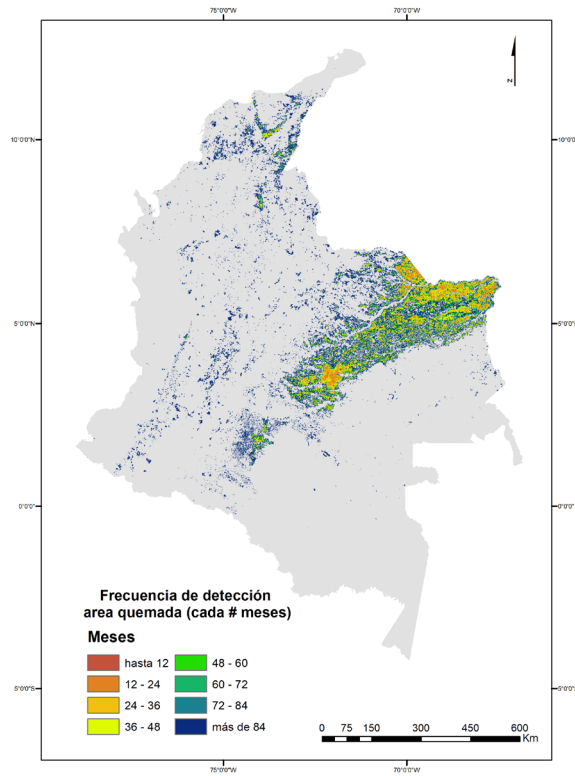 75°0'0"W 70°0'0"W
N
10°0'0"N 10°0'0"N
5°0'0"N 5°0'0"N
0°0'0" 0°0'0"
Frecuencia de detección
area quemada (cada # meses)
Meses
hasta 12 48 - 60
12 - 24 60 - 72
24 - 36 72 - 84
36 - 48 más de 84
5°0'0"S 5°0'0"S
0 75 150 300 450 600
Km
75°0'0"W 70°0'0"W